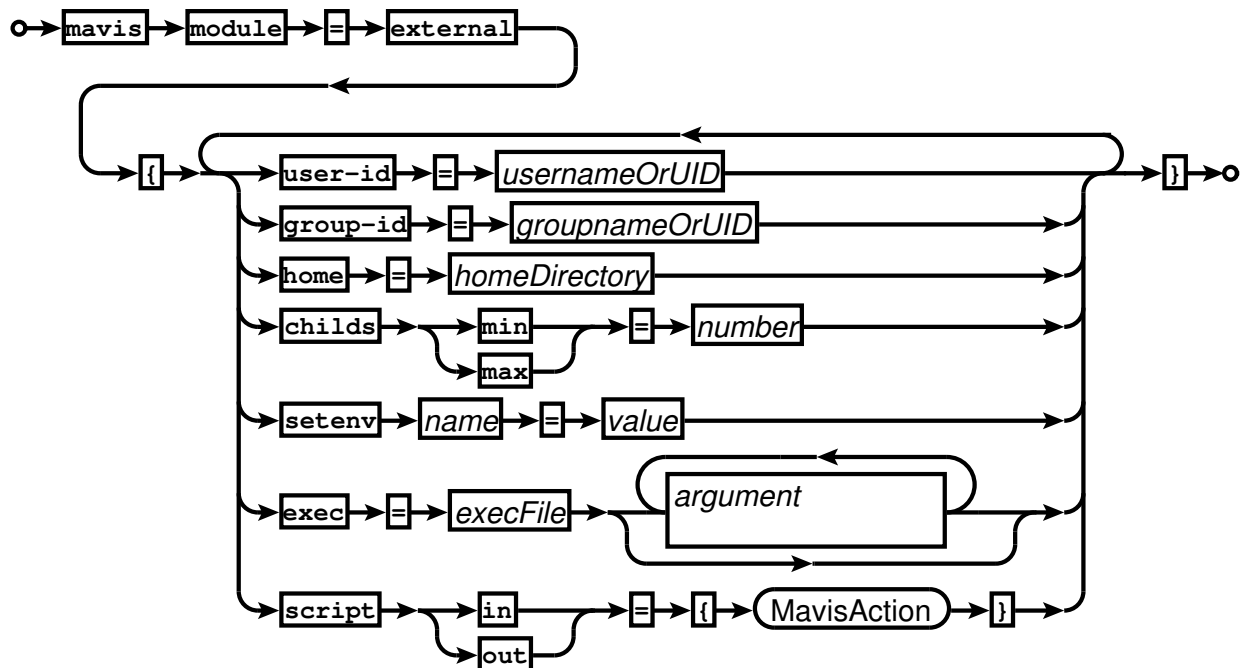 mavis module = external
{ user-id = usernameOrUID }
group-id = groupnameOrUID
home = homeDirectory
childs min = number
max
setenv name = value
argument
exec = execFile
script in = { MavisAction }
out